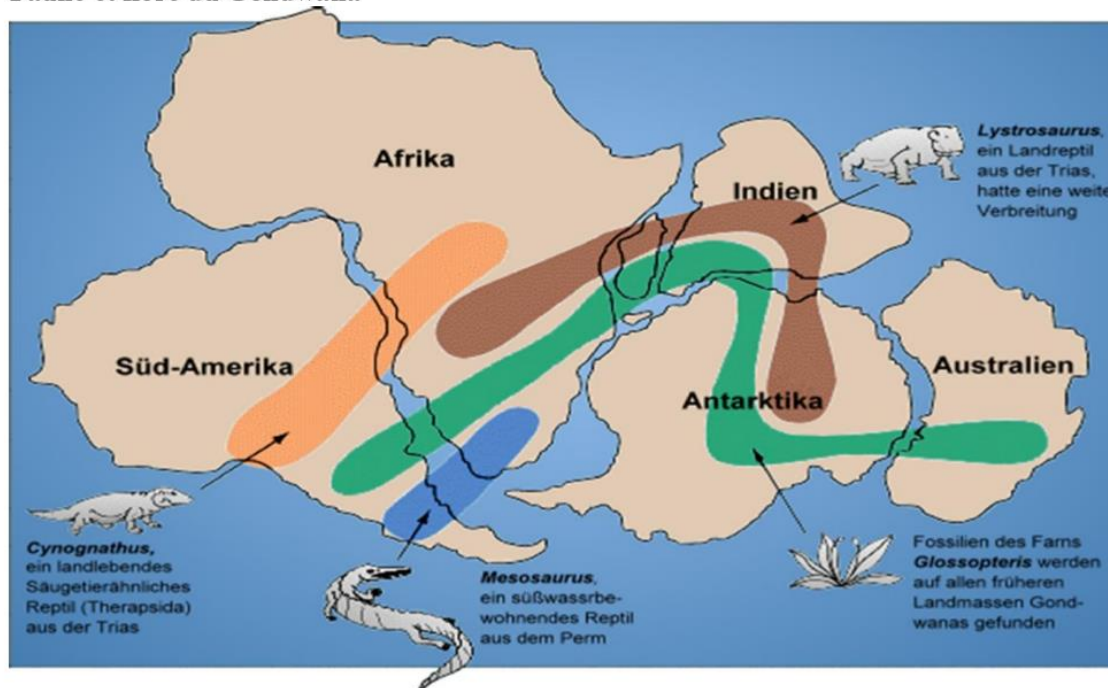 Afrika
Indien
Süd-Amerika
Antarktika
Australien
Lystrosaurus,
ein Landreptil
aus der Trias,
hatte eine weite
Verbreitung
Cynognathus,
ein landlebendes
Säugetierähnliches
Reptil (Therapsida)
aus der Trias
Mesosaurus,
ein süßwasserbe-
wohnendes Reptil
aus dem Perm
Fossilien des Farns
Glossopteris werden
auf allen früheren
Landmassen Gond-
wanas gefunden